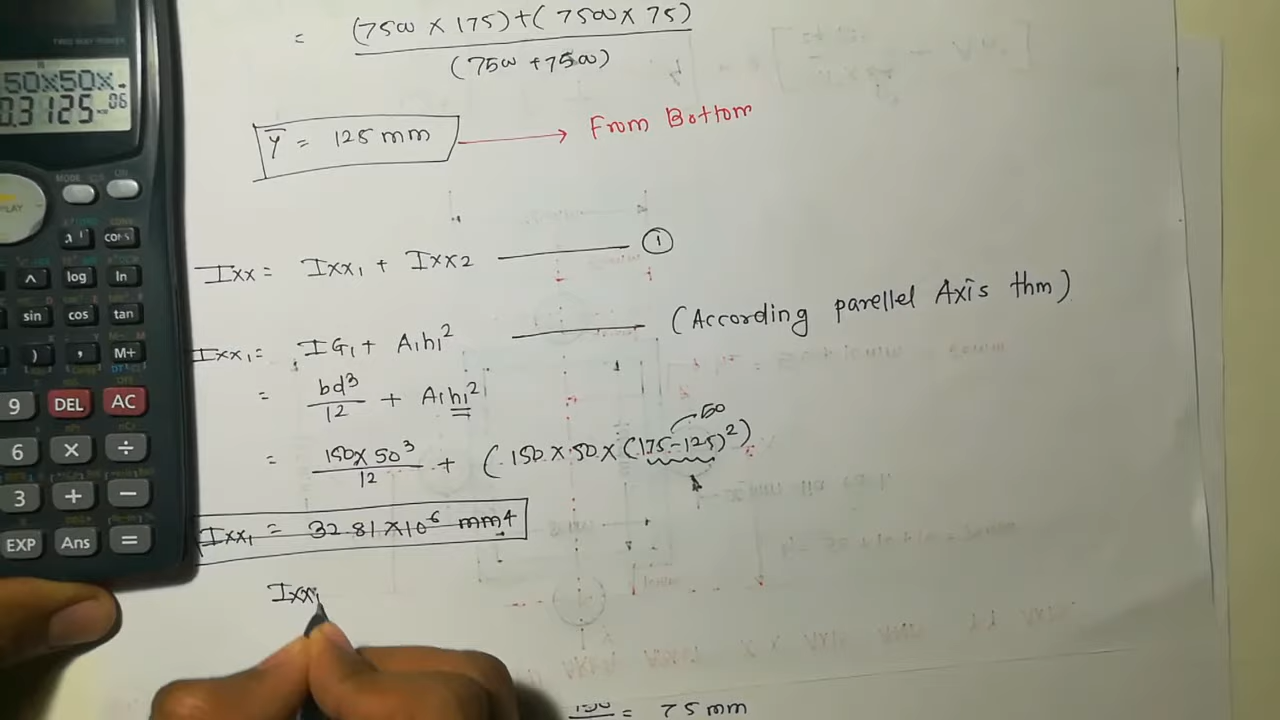 = (7500 × 175) + (7500 × 75)
(7500 + 7500)
Y = 125 mm → From Bottom
Ixx = Ixx1 + Ixx2 ——— ①
Ixx1 = IG1 + A1h1² ——— (According parellel Axis thm)
= bd³/12 + A1h1²
= 150 × 50³/12 + (150 × 50 × (175-125)²)
50
Ixx1 = 32.81 × 10⁶ mm4
Ixx
= 75 mm
50x50x
0.3125 06
MODE ON
LAY
log ln
sin cos tan
) , M+
9 DEL AC
6 × ÷
3 + −
EXP Ans =